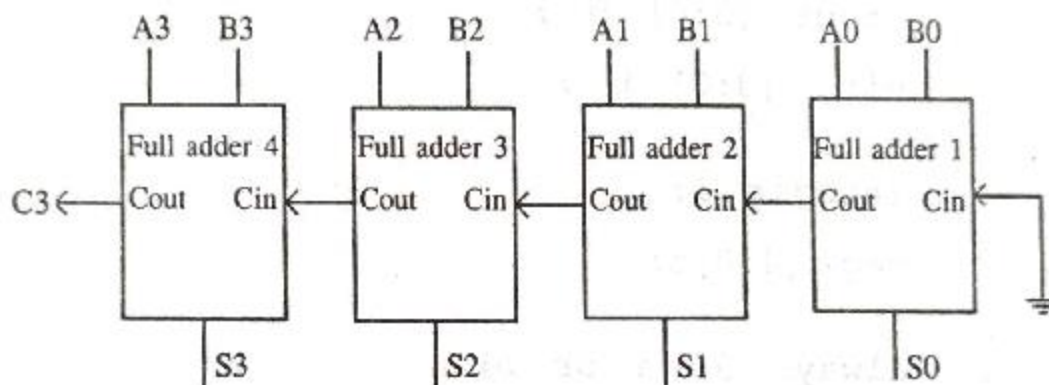 A3 B3 A2 B2 A1 B1 A0 B0
Full adder 4 Full adder 3 Full adder 2 Full adder 1
C3 Cout Cin Cout Cin Cout Cin Cout Cin
S3 S2 S1 S0